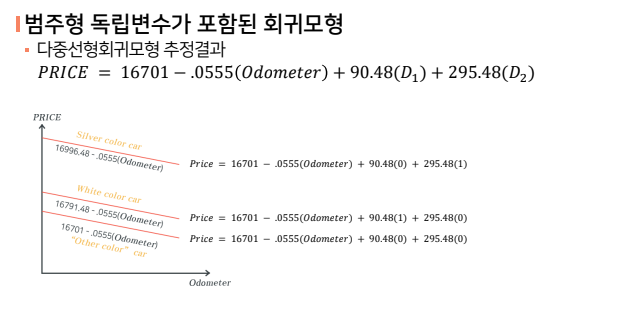 범주형 독립변수가 포함된 회귀모형
다중선형회귀모형 추정결과
PRICE = 16701 − .0555(Odometer) + 90.48(D₁) + 295.48(D₂)
PRICE
Silver color car
16996.48 - .0555(Odometer)
Price = 16701 − .0555(Odometer) + 90.48(0) + 295.48(1)
White color car
16791.48 - .0555(Odometer)
Price = 16701 − .0555(Odometer) + 90.48(1) + 295.48(0)
16701 - .0555(Odometer)
Price = 16701 − .0555(Odometer) + 90.48(0) + 295.48(0)
"Other color" car
Odometer